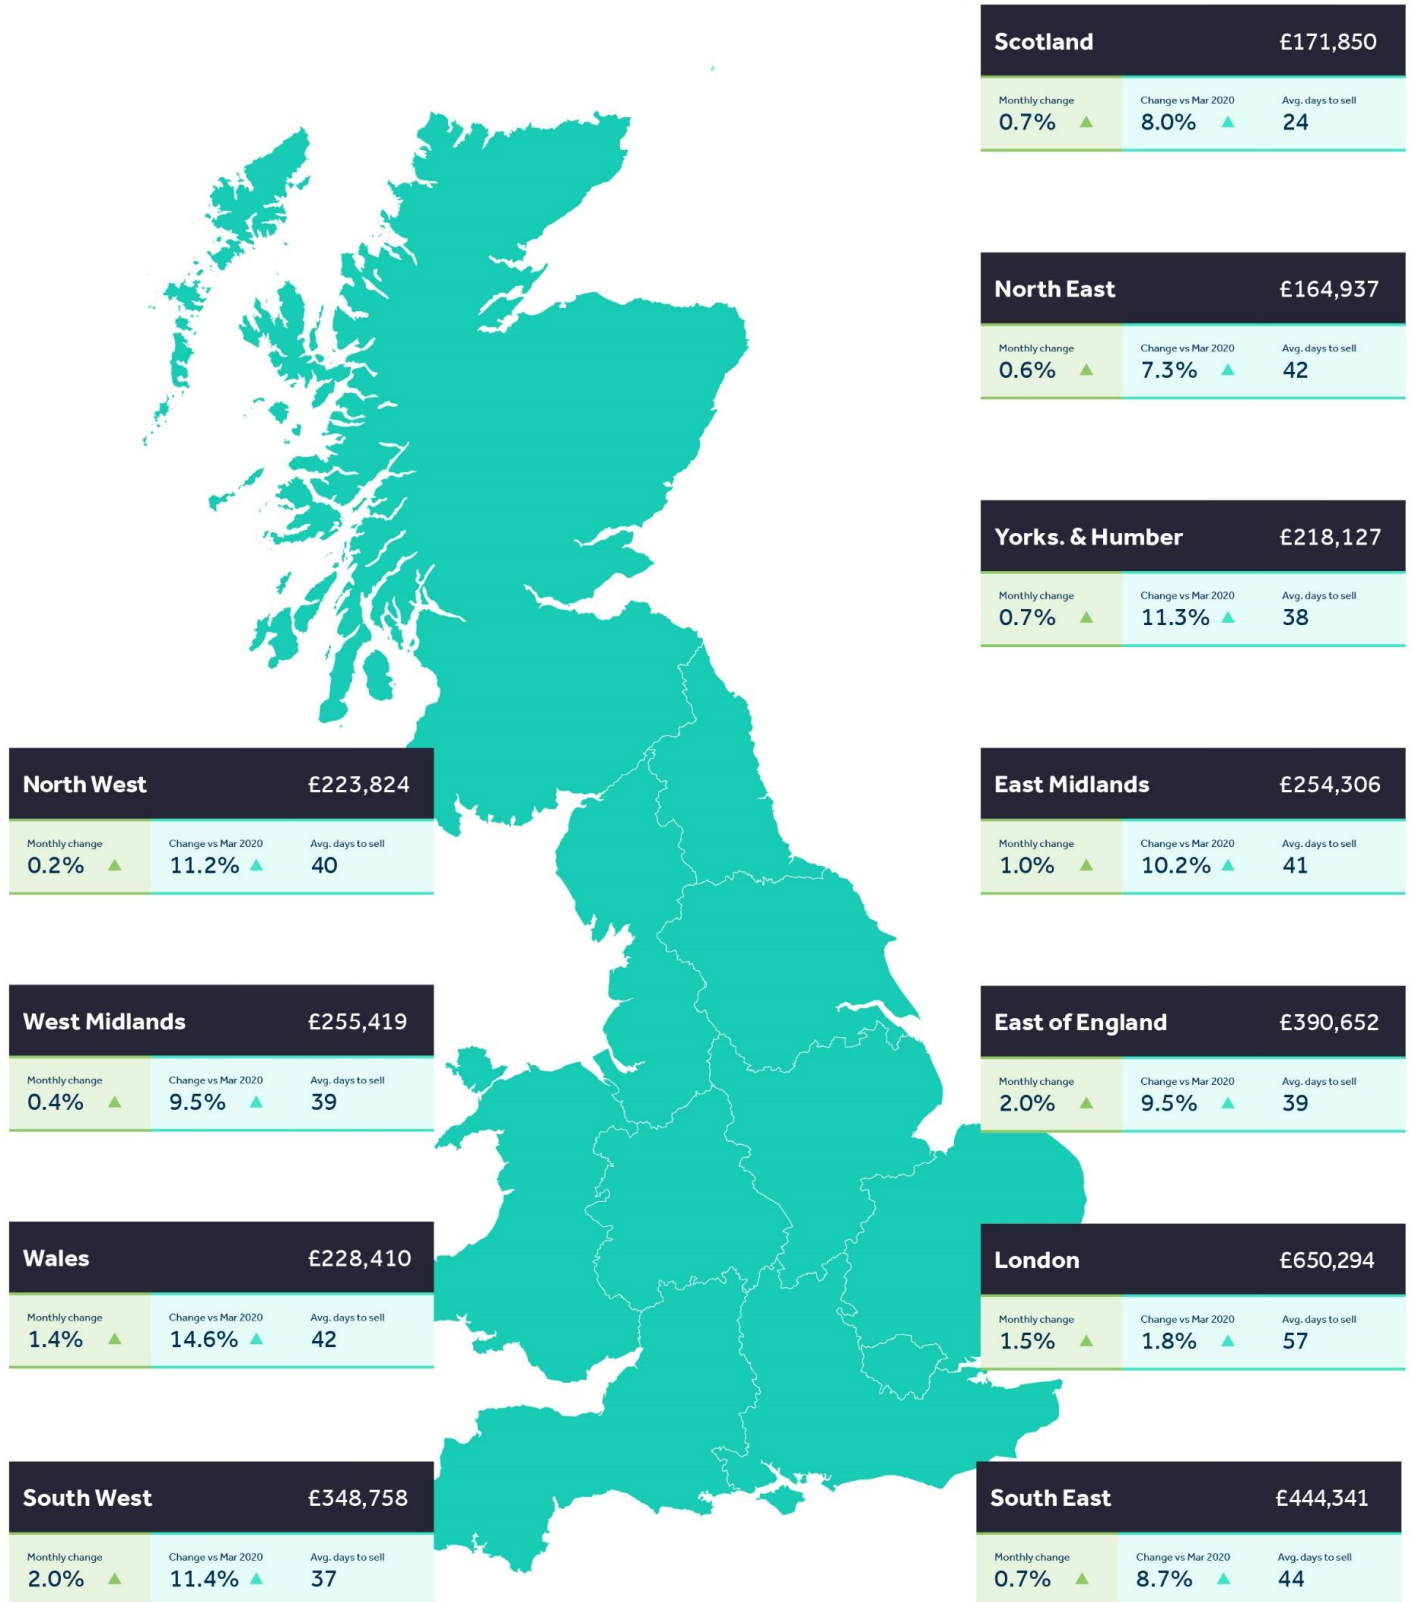 Scotland £171,850
Monthly change Change vs Mar 2020 Avg. days to sell
0.7% 8.0% 24
North East £164,937
Monthly change Change vs Mar 2020 Avg. days to sell
0.6% 7.3% 42
Yorks. & Humber £218,127
Monthly change Change vs Mar 2020 Avg. days to sell
0.7% 11.3% 38
North West £223,824
Monthly change Change vs Mar 2020 Avg. days to sell
0.2% 11.2% 40
East Midlands £254,306
Monthly change Change vs Mar 2020 Avg. days to sell
1.0% 10.2% 41
West Midlands £255,419
Monthly change Change vs Mar 2020 Avg. days to sell
0.4% 9.5% 39
East of England £390,652
Monthly change Change vs Mar 2020 Avg. days to sell
2.0% 9.5% 39
Wales £228,410
Monthly change Change vs Mar 2020 Avg. days to sell
1.4% 14.6% 42
London £650,294
Monthly change Change vs Mar 2020 Avg. days to sell
1.5% 1.8% 57
South West £348,758
Monthly change Change vs Mar 2020 Avg. days to sell
2.0% 11.4% 37
South East £444,341
Monthly change Change vs Mar 2020 Avg. days to sell
0.7% 8.7% 44